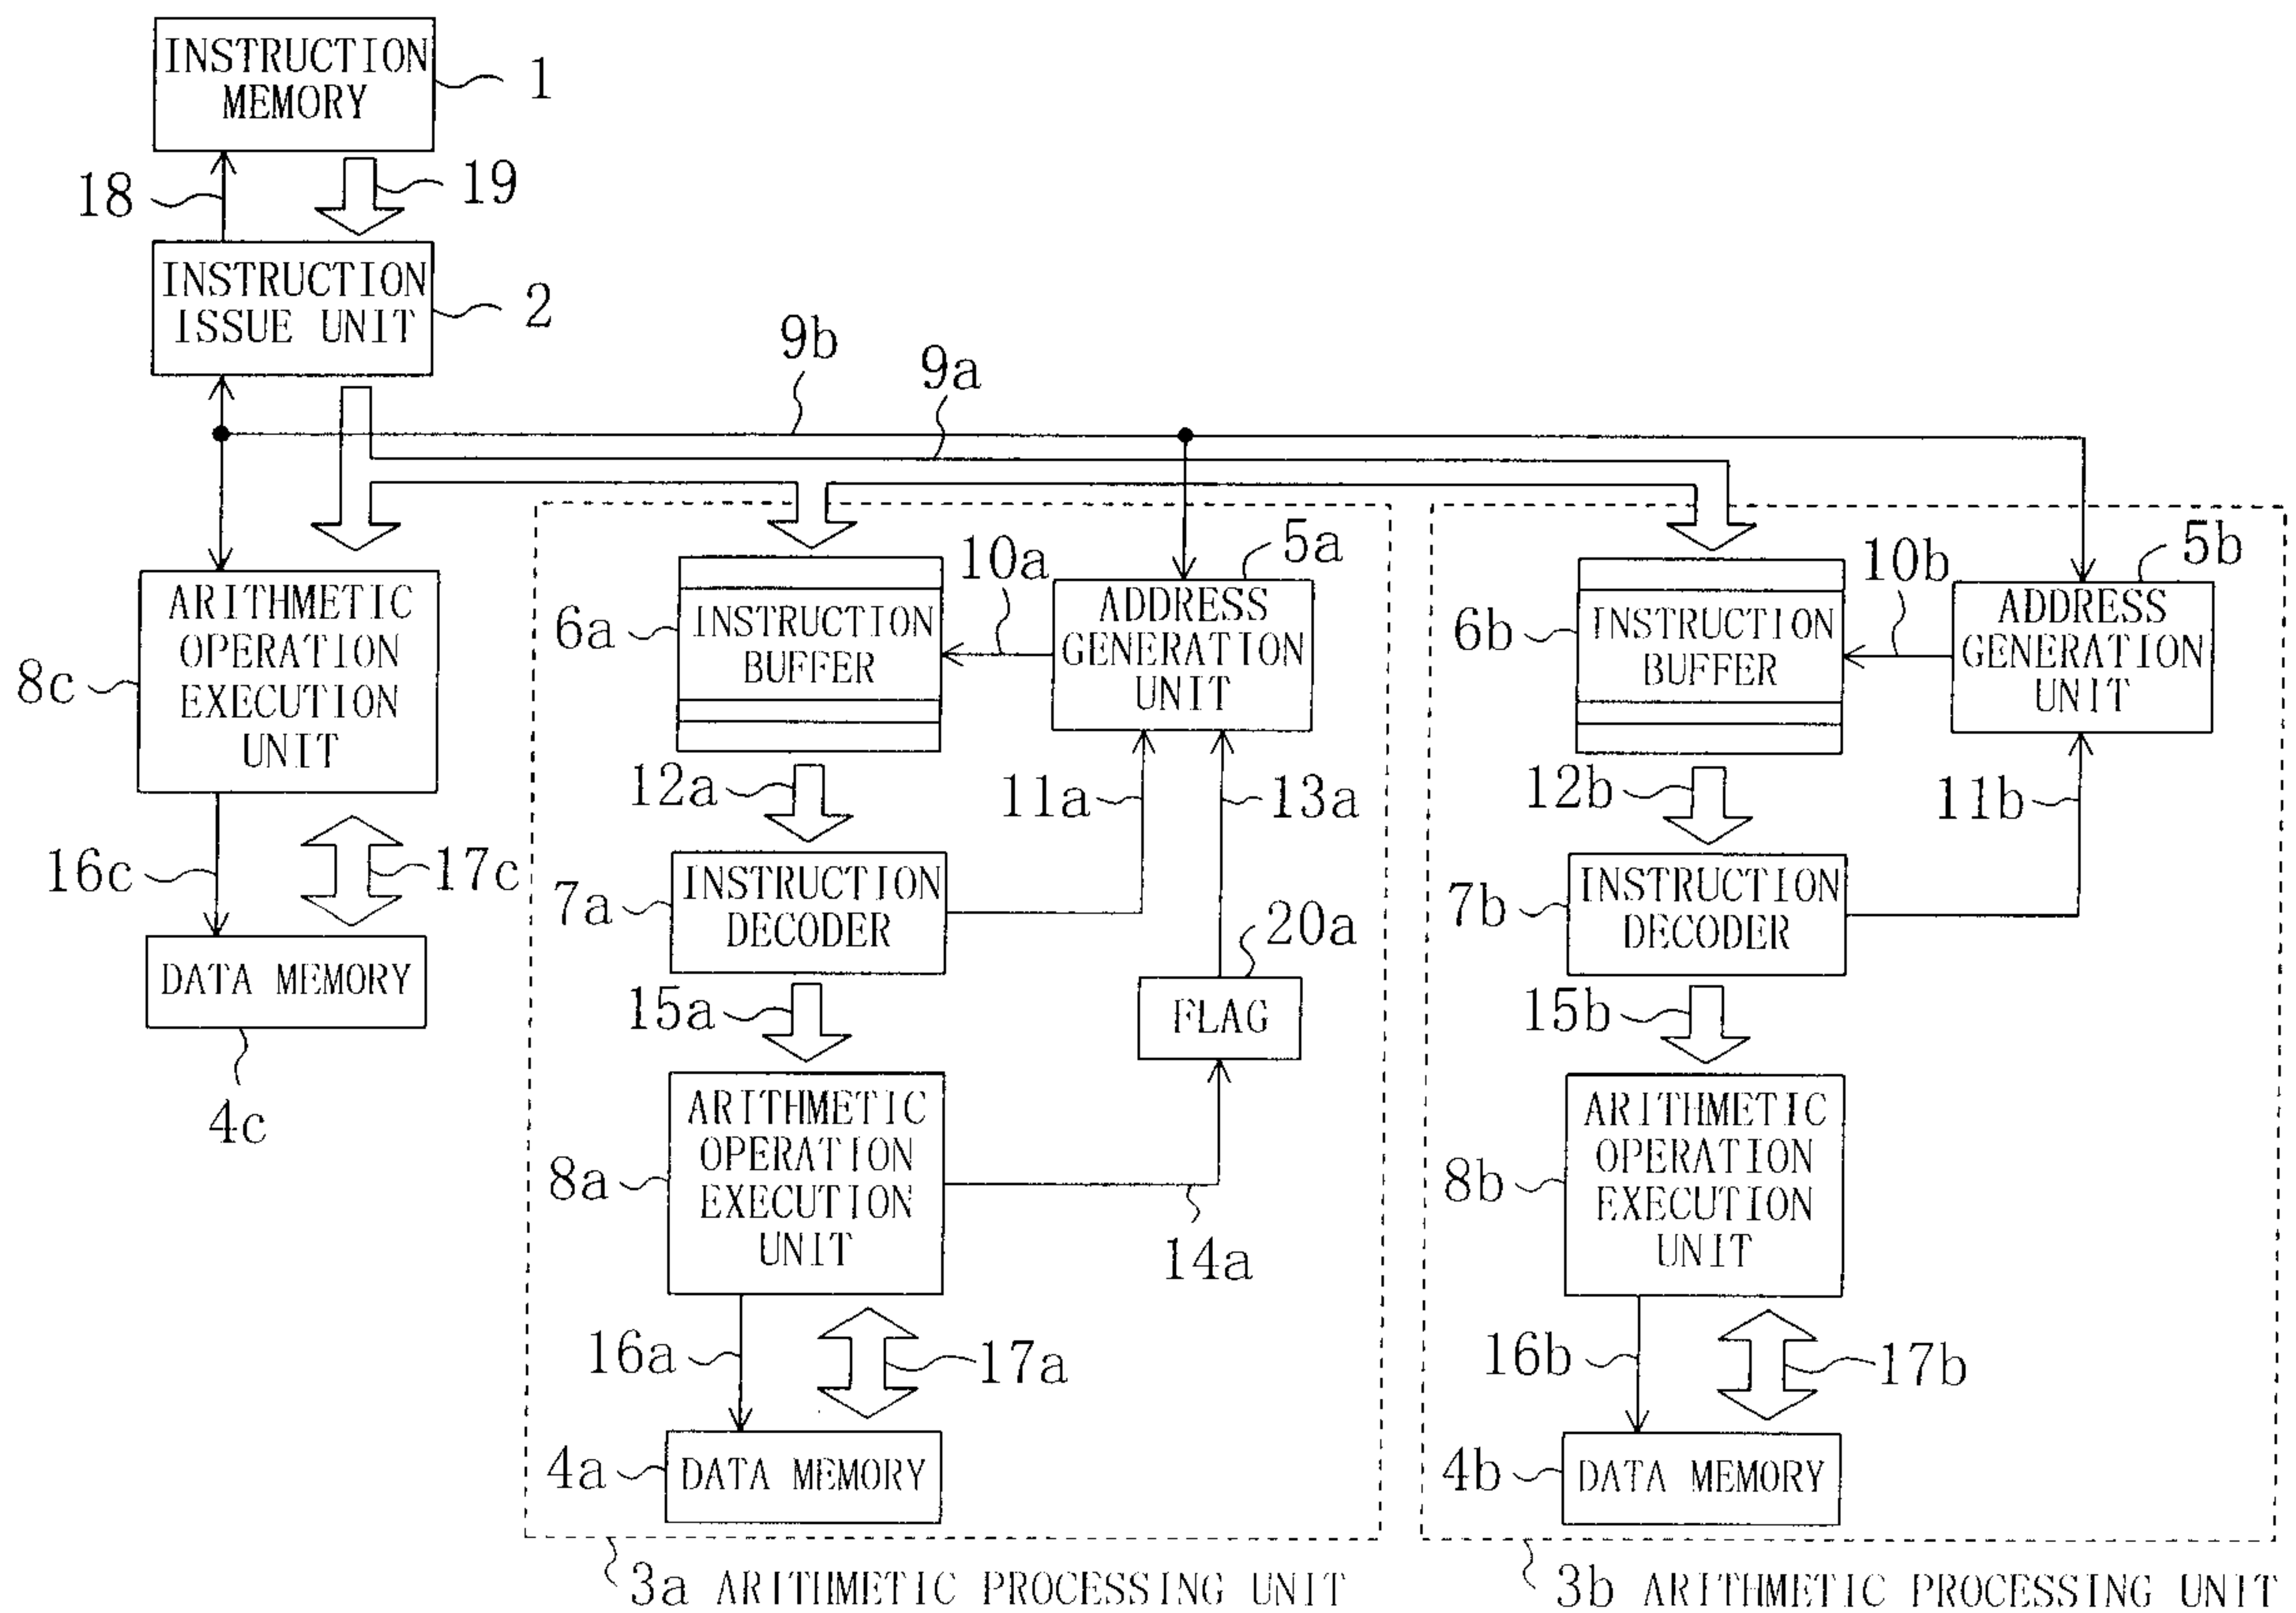 INSTRUCTION
MEMORY
1
18
19
INSTRUCTION
ISSUE UNIT
2
9b
9a
ARITHMETIC
OPERATION
EXECUTION
UNIT
8c
16c
17c
DATA MEMORY
4c
6a
INSTRUCTION
BUFFER
10a
5a
ADDRESS
GENERATION
UNIT
12a
11a
13a
7a
INSTRUCTION
DECODER
20a
FLAG
15a
8a
ARITHMETIC
OPERATION
EXECUTION
UNIT
14a
16a
17a
4a
DATA MEMORY
3a ARITHMETIC PROCESSING UNIT
6b
INSTRUCTION
BUFFER
10b
5b
ADDRESS
GENERATION
UNIT
12b
11b
7b
INSTRUCTION
DECODER
15b
8b
ARITHMETIC
OPERATION
EXECUTION
UNIT
16b
17b
4b
DATA MEMORY
3b ARITHMETIC PROCESSING UNIT